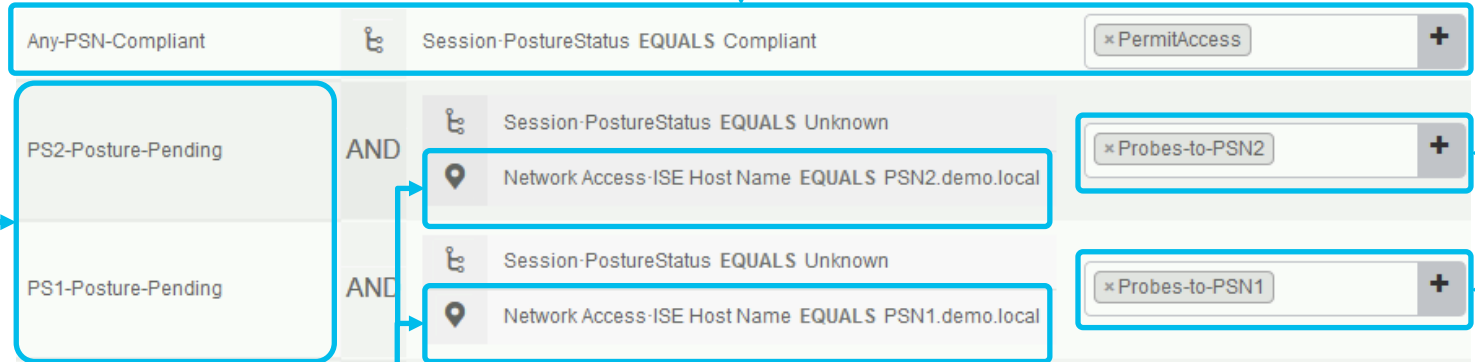 Any-PSN-Compliant Session·PostureStatus EQUALS Compliant ×PermitAccess +
PS2-Posture-Pending AND Session·PostureStatus EQUALS Unknown
Network Access·ISE Host Name EQUALS PSN2.demo.local
×Probes-to-PSN2 +
PS1-Posture-Pending AND Session·PostureStatus EQUALS Unknown
Network Access·ISE Host Name EQUALS PSN1.demo.local
×Probes-to-PSN1 +